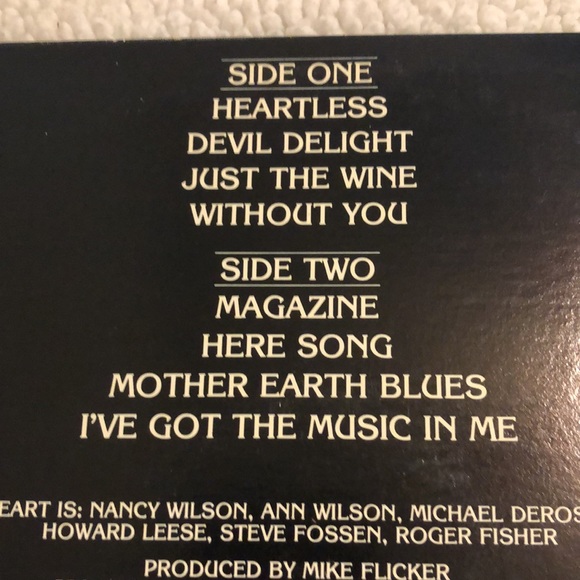 SIDE ONE
HEARTLESS
DEVIL DELIGHT
JUST THE WINE
WITHOUT YOU
SIDE TWO
MAGAZINE
HERE SONG
MOTHER EARTH BLUES
I'VE GOT THE MUSIC IN ME
EART IS: NANCY WILSON, ANN WILSON, MICHAEL DEROS
HOWARD LEESE, STEVE FOSSEN, ROGER FISHER
PRODUCED BY MIKE FLICKER